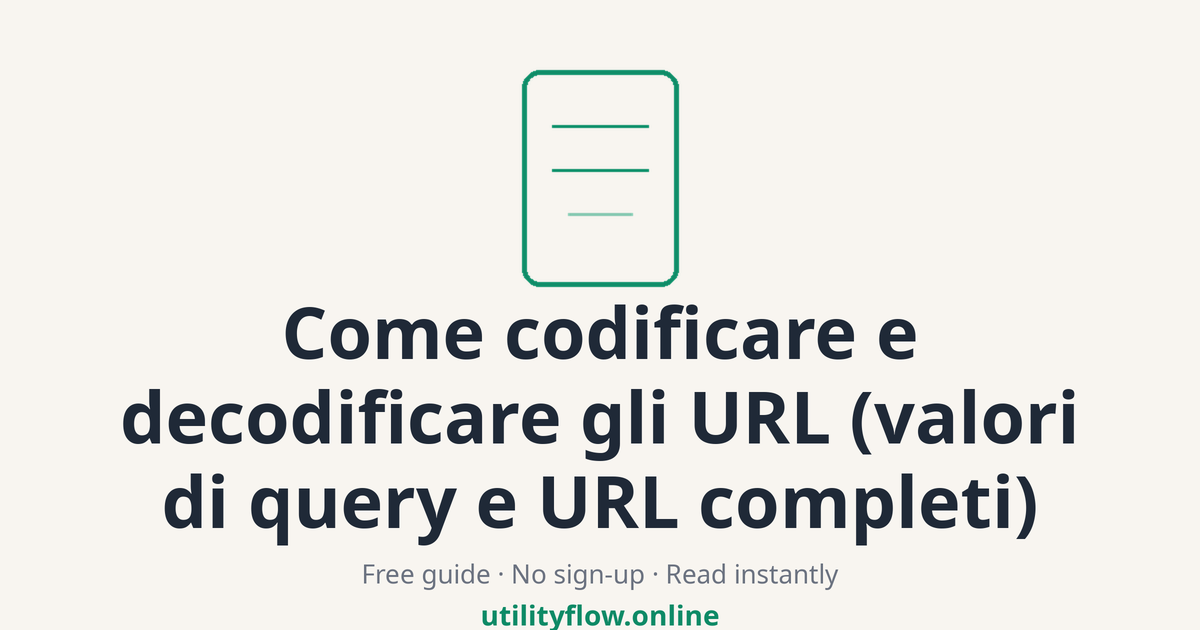 Come codificare e
decodificare gli URL (valori
di query e URL completi)
Free guide · No sign-up · Read instantly
utilityflow.online